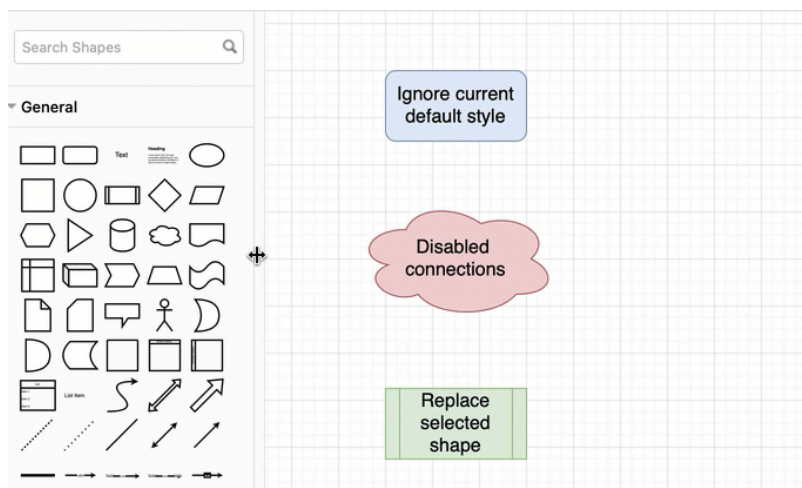 Search Shapes
General
Text
Heading
List Item
Ignore current
default style
Disabled
connections
Replace
selected
shape